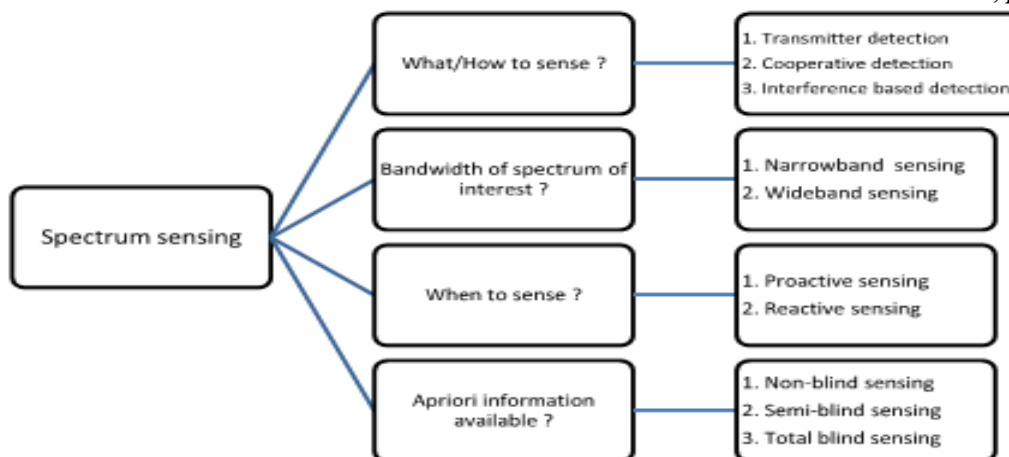 Spectrum sensing
What/How to sense ?
1. Transmitter detection
2. Cooperative detection
3. Interference based detection
Bandwidth of spectrum of
interest ?
1. Narrowband sensing
2. Wideband sensing
When to sense ?
1. Proactive sensing
2. Reactive sensing
Apriori information
available ?
1. Non-blind sensing
2. Semi-blind sensing
3. Total blind sensing